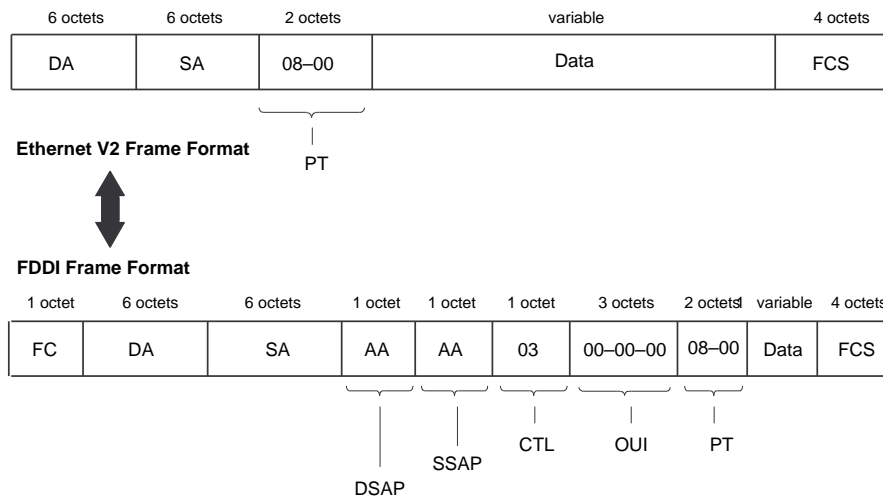 6 octets 6 octets 2 octets variable 4 octets
DA SA 08–00 Data FCS
PT
Ethernet V2 Frame Format
FDDI Frame Format
1 octet 6 octets 6 octets 1 octet 1 octet 1 octet 3 octets 2 octets1 variable 4 octets
FC DA SA AA AA 03 00–00–00 08–00 Data FCS
CTL OUI PT
SSAP
DSAP